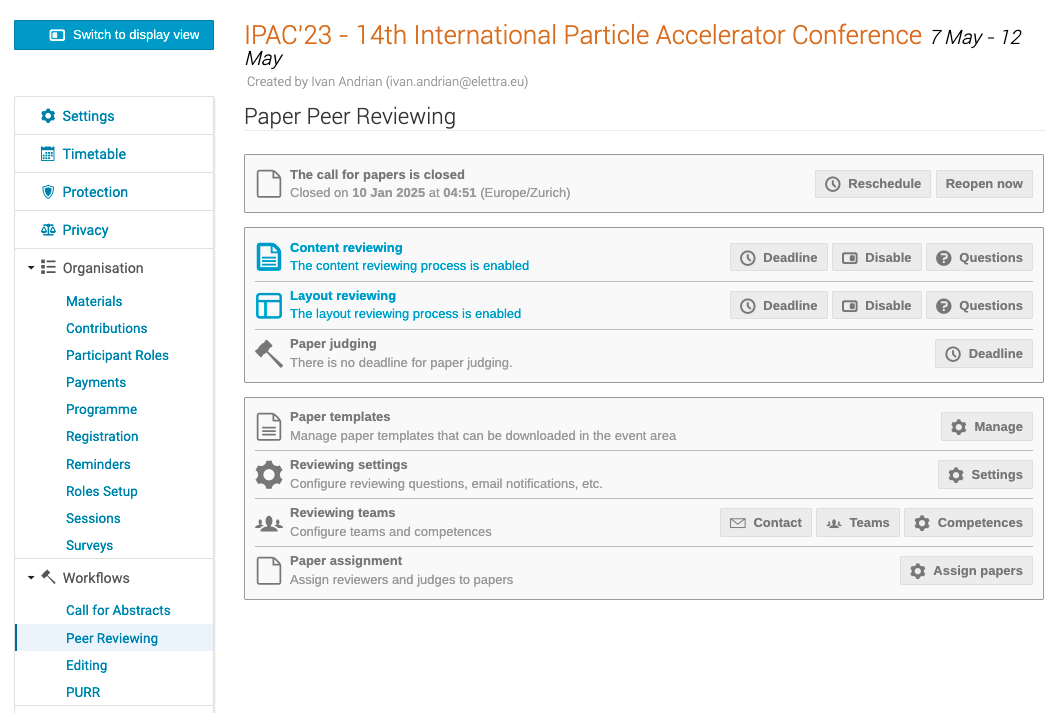 Switch to display view
IPAC'23 - 14th International Particle Accelerator Conference 7 May - 12
May
Created by Ivan Andrian (ivan.andrian@elettra.eu)
Settings
Timetable
Protection
Privacy
Organisation
Materials
Contributions
Participant Roles
Payments
Programme
Registration
Reminders
Roles Setup
Sessions
Surveys
Workflows
Call for Abstracts
Peer Reviewing
Editing
PURR
Paper Peer Reviewing
The call for papers is closed
Closed on 10 Jan 2025 at 04:51 (Europe/Zurich)
Reschedule Reopen now
Content reviewing
The content reviewing process is enabled
Deadline Disable Questions
Layout reviewing
The layout reviewing process is enabled
Deadline Disable Questions
Paper judging
There is no deadline for paper judging.
Deadline
Paper templates
Manage paper templates that can be downloaded in the event area
Manage
Reviewing settings
Configure reviewing questions, email notifications, etc.
Settings
Reviewing teams
Configure teams and competences
Contact Teams Competences
Paper assignment
Assign reviewers and judges to papers
Assign papers